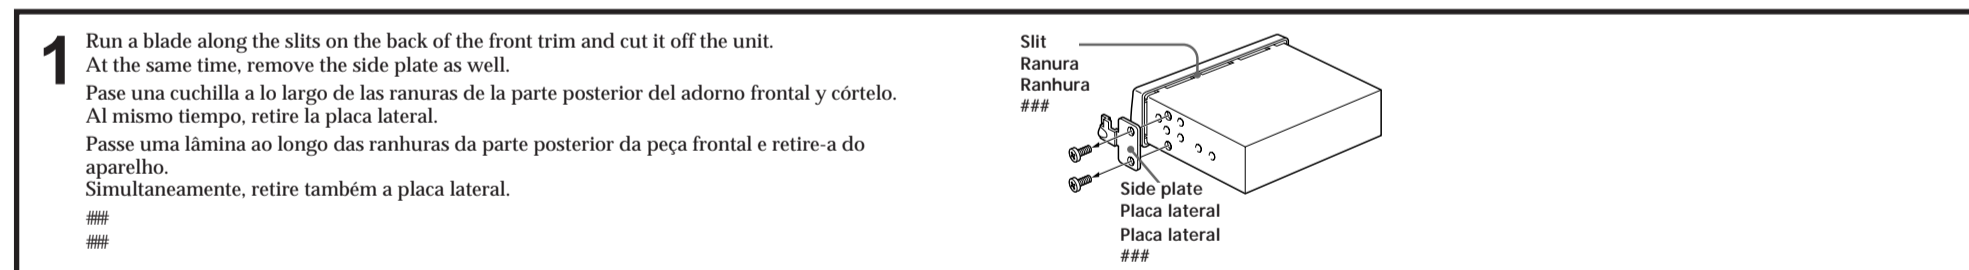 1
Run a blade along the slits on the back of the front trim and cut it off the unit.
At the same time, remove the side plate as well.
Pase una cuchilla a lo largo de las ranuras de la parte posterior del adorno frontal y córtelo.
Al mismo tiempo, retire la placa lateral.
Passe uma lâmina ao longo das ranhuras da parte posterior da peça frontal e retire-a do
aparelho.
Simultaneamente, retire também a placa lateral.
##
##
Slit
Ranura
Ranhura
###
Side plate
Placa lateral
Placa lateral
###